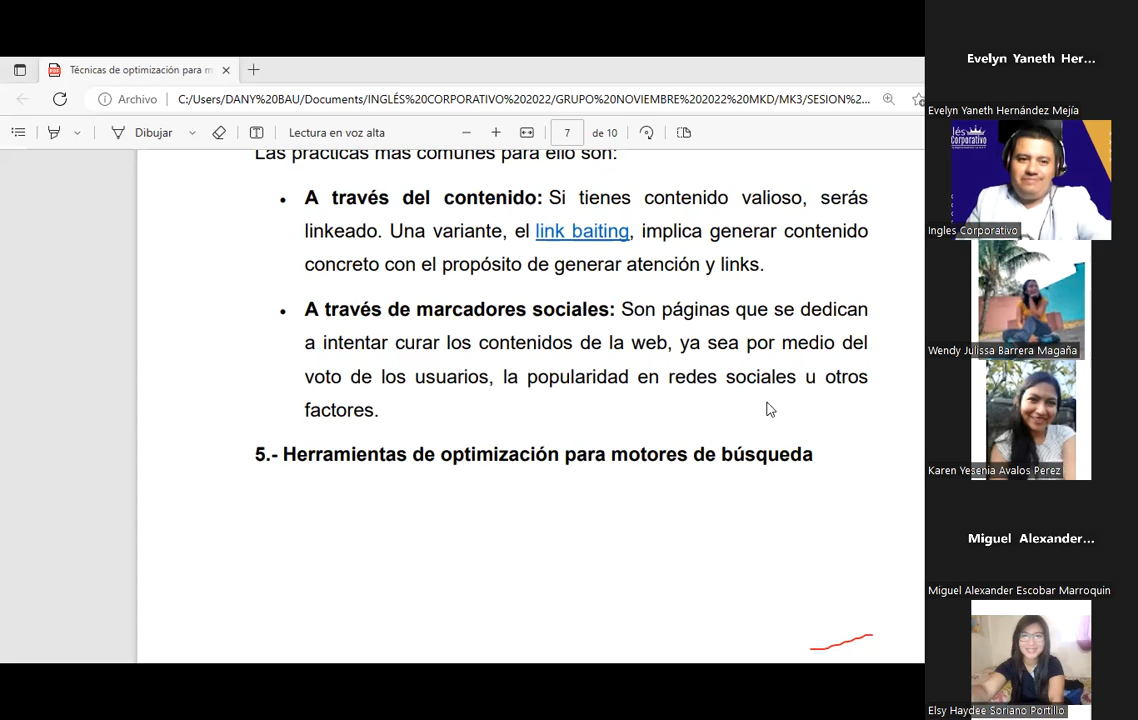 Técnicas de optimización para m
Archivo
C:/Users/DANY%20BAU/Documents/INGLÉS%20CORPORATIVO%202022/GRUPO%20NOVIEMBRE%202022%20MKD/MK3/SESION%2...
Dibujar
Lectura en voz alta
7
de 10
Las prácticas más comunes para ello son:
• A través del contenido: Si tienes contenido valioso, serás
linkeado. Una variante, el link baiting, implica generar contenido
concreto con el propósito de generar atención y links.
• A través de marcadores sociales: Son páginas que se dedican
a intentar curar los contenidos de la web, ya sea por medio del
voto de los usuarios, la popularidad en redes sociales u otros
factores.
5.- Herramientas de optimización para motores de búsqueda
Evelyn Yaneth Her...
Evelyn Yaneth Hernández Mejía
lés
Corporativo
Ingles Corporativo
Wendy Julissa Barrera Magaña
Karen Yesenia Avalos Perez
Miguel Alexander...
Miguel Alexander Escobar Marroquin
Elsy Haydee Soriano Portillo